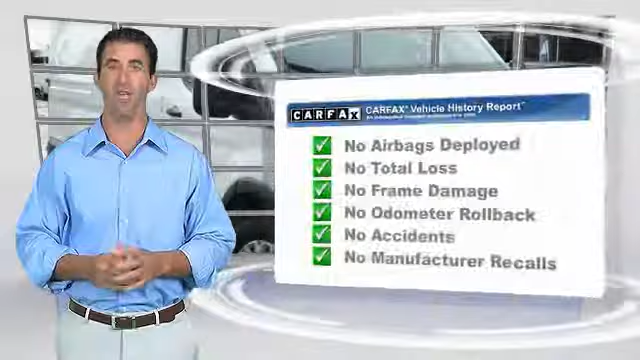 CARFAX
CARFAX Vehicle History Report™
No Airbags Deployed
No Total Loss
No Frame Damage
No Odometer Rollback
No Accidents
No Manufacturer Recalls